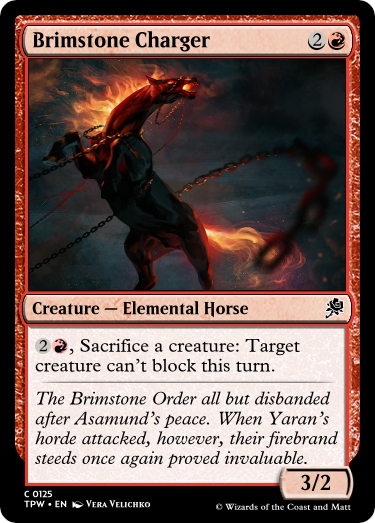 Brimstone Charger 2
Creature — Elemental Horse
2, Sacrifice a creature: Target
creature can't block this turn.
The Brimstone Order all but disbanded
after Asamund's peace. When Yaran's
horde attacked, however, their firebrand
steeds once again proved invaluable.
3/2
C 0125
TPW • EN Vera Velichko
© Wizards of the Coast and Matt